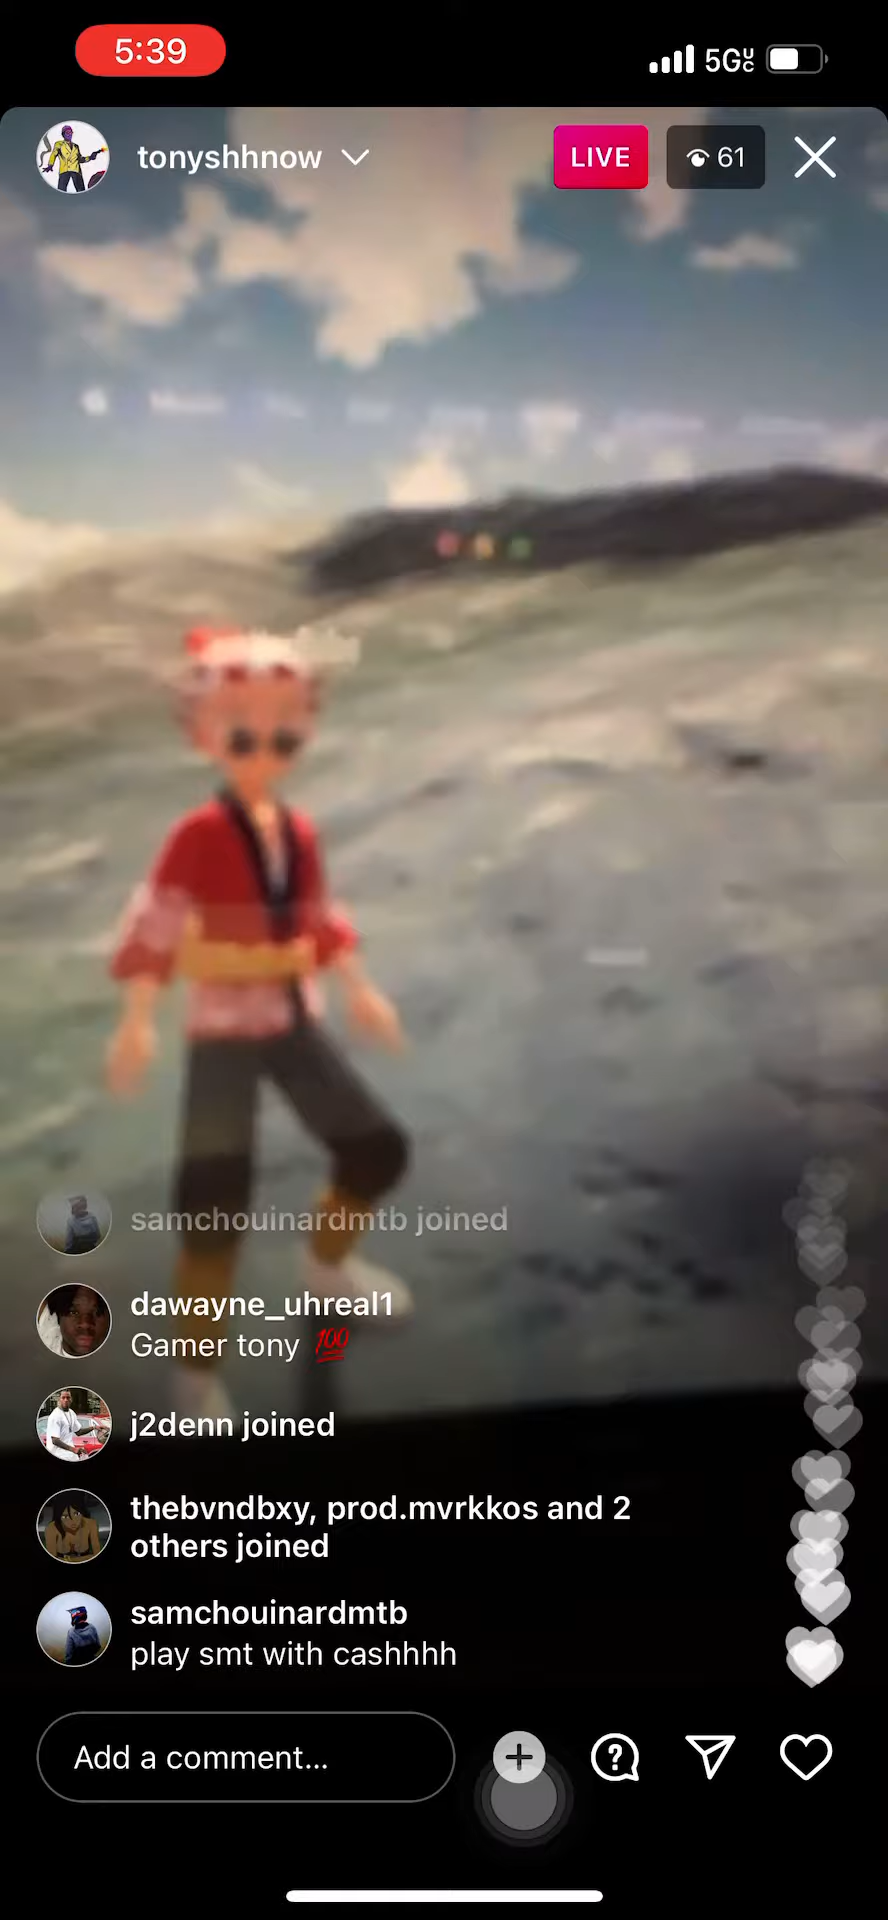 5:39
5GUC
tonyshhnow
LIVE
61
samchouinardmtb joined
dawayne_uhreal1
Gamer tony 💯
j2denn joined
thebvndbxy, prod.mvrkkos and 2
others joined
samchouinardmtb
play smt with cashhhh
Add a comment...